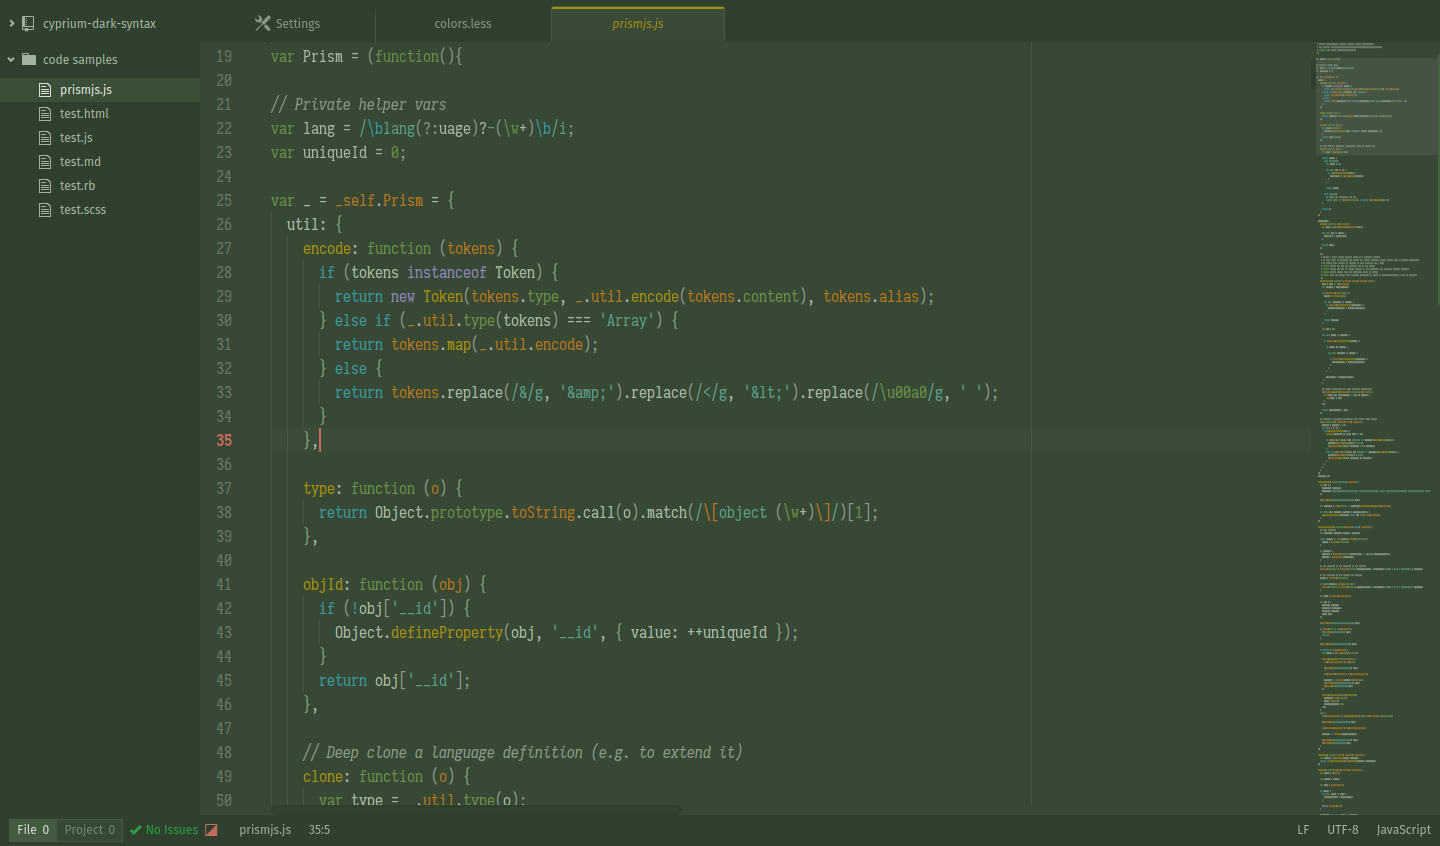 cyprium-dark-syntax
Settings
colors.less
prismjs.js
code samples
prismjs.js
test.html
test.js
test.md
test.rb
test.scss
19 var Prism = (function(){
20
21 // Private helper vars
22 var lang = /\blang(?:uage)?-(\w+)\b/i;
23 var uniqueId = 0;
24
25 var _ = _self.Prism = {
26 util: {
27 encode: function (tokens) {
28 if (tokens instanceof Token) {
29 return new Token(tokens.type, _.util.encode(tokens.content), tokens.alias);
30 } else if (_.util.type(tokens) === 'Array') {
31 return tokens.map(_.util.encode);
32 } else {
33 return tokens.replace(/&/g, '&amp;').replace(/</g, '&lt;').replace(/\u00a0/g, ' ');
34 }
35 },
36
37 type: function (o) {
38 return Object.prototype.toString.call(o).match(/\[object (\w+)\]/)[1];
39 },
40
41 objId: function (obj) {
42 if (!obj['__id']) {
43 Object.defineProperty(obj, '__id', { value: ++uniqueId });
44 }
45 return obj['__id'];
46 },
47
48 // Deep clone a language definition (e.g. to extend it)
49 clone: function (o) {
50 var type = _.util.type(o);
File 0 Project 0 No Issues prismjs.js 35:5 LF UTF-8 JavaScript